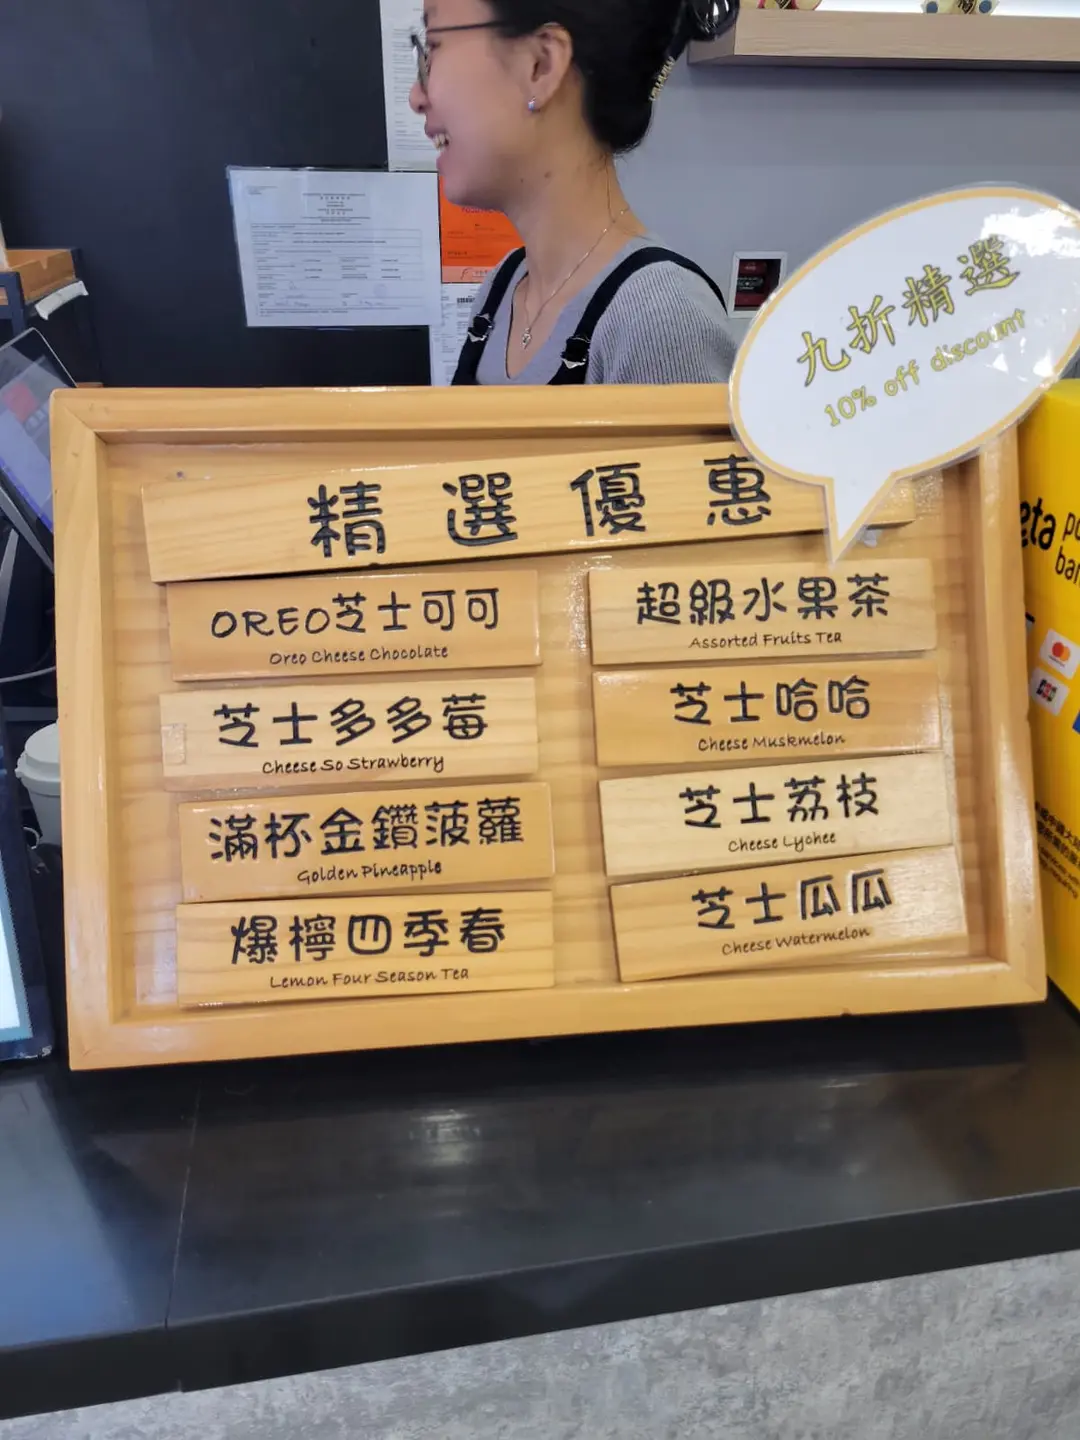 九折精選
10% off discount
精選優惠
OREO芝士可可
Oreo Cheese Chocolate
芝士多多莓
Cheese So Strawberry
滿杯金鑽菠蘿
Golden Pineapple
爆檸四季春
Lemon Four Season Tea
超級水果茶
Assorted Fruits Tea
芝士哈哈
Cheese Muskmelon
芝士荔枝
Cheese Lychee
芝士瓜瓜
Cheese Watermelon
eta